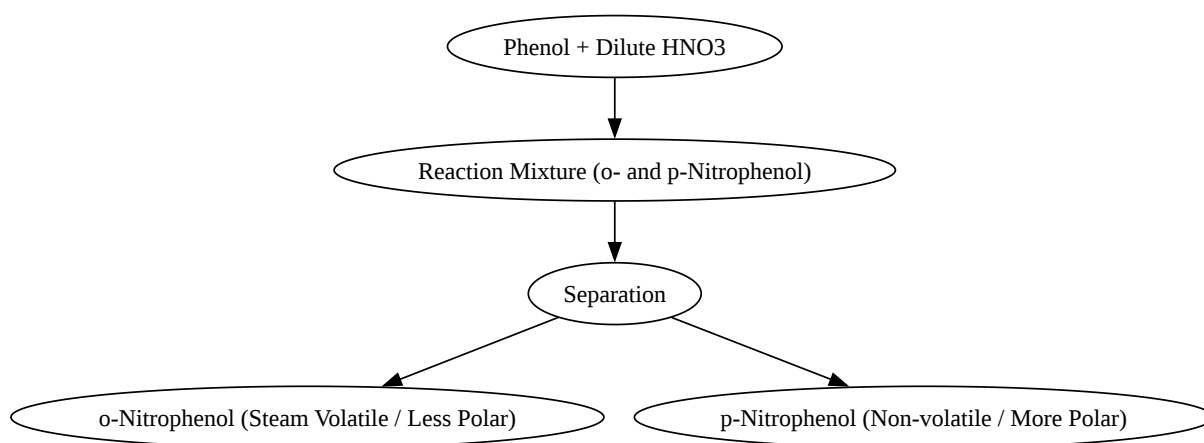 Phenol + Dilute HNO3
Reaction Mixture (o- and p-Nitrophenol)
Separation
o-Nitrophenol (Steam Volatile / Less Polar)
p-Nitrophenol (Non-volatile / More Polar)